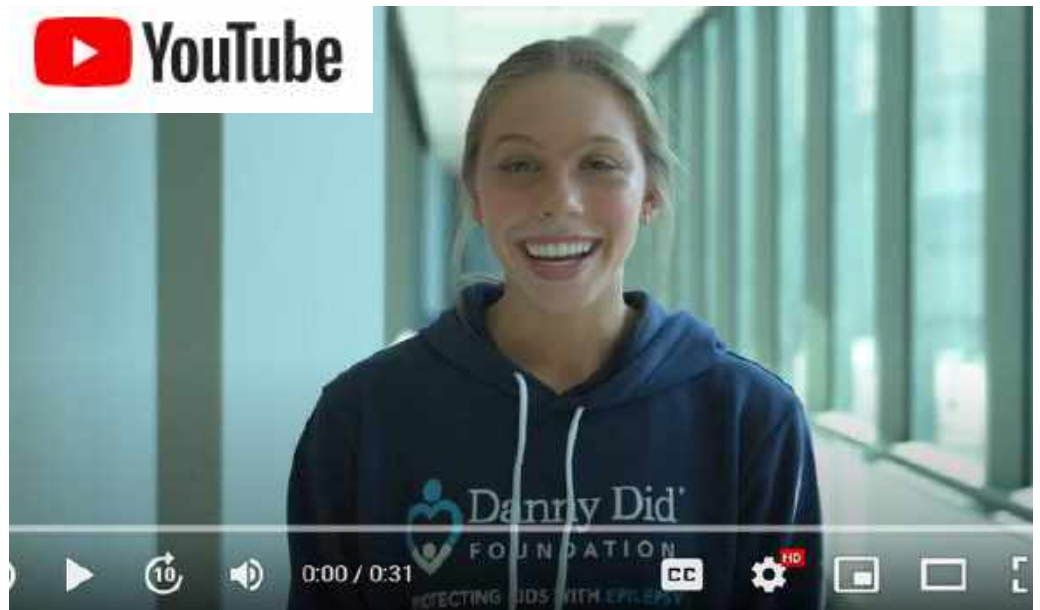 YouTube
Danny Did
FOUNDATION
10 0:00 / 0:31 CC HD
PROTECTING KIDS WITH EPILEPSY